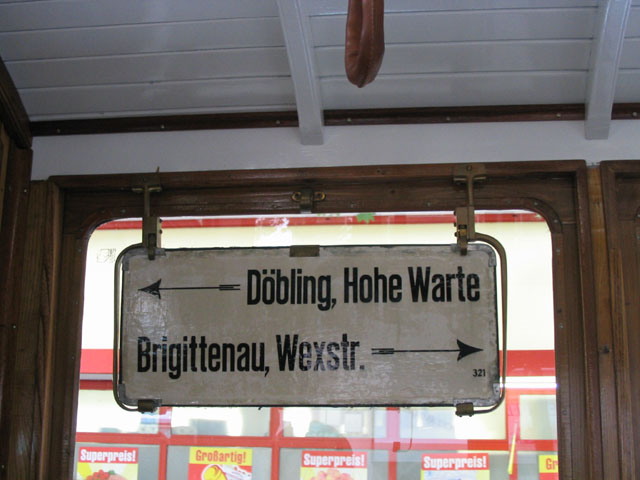 Döbling, Hohe Warte
Brigittenau, Wexstr.
321
Superpreis!
Großartig!
Superpreis!
Superpreis!